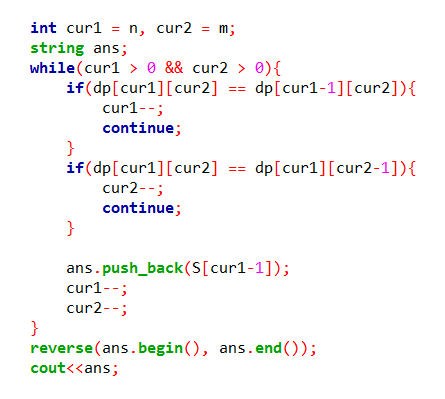 int cur1 = n, cur2 = m;
string ans;
while(cur1 > 0 && cur2 > 0){
    if(dp[cur1][cur2] == dp[cur1-1][cur2]){
        cur1--;
        continue;
    }
    if(dp[cur1][cur2] == dp[cur1][cur2-1]){
        cur2--;
        continue;
    }

    ans.push_back(S[cur1-1]);
    cur1--;
    cur2--;
}
reverse(ans.begin(), ans.end());
cout<<ans;